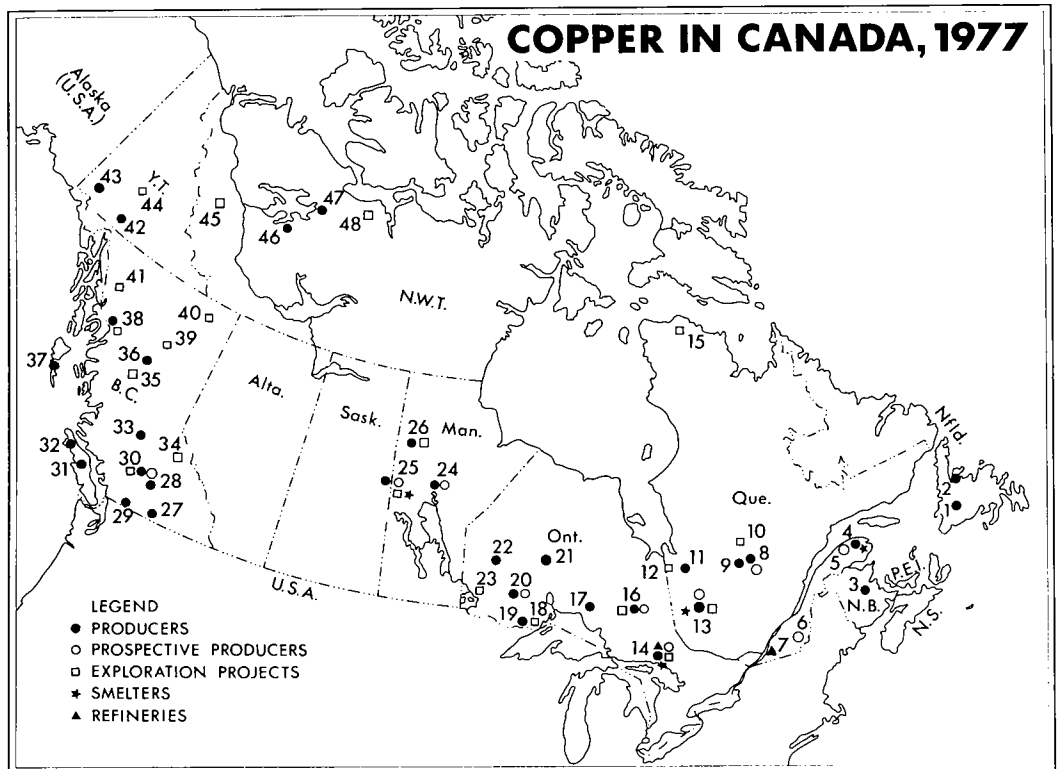 COPPER IN CANADA, 1977
Alaska
(U.S.A.)
Y.T.
43
44
42
45
47
46
48
41
N.W.T.
38
40
39
37
36
35
B.C.
Alta.
Sask.
Man.
15
Nfld.
33
34
32
31
30
28
29
27
26
25
24
2
1
Que.
Ont.
10
11
12
9
8
4
5
22
21
23
20
U.S.A.
19
18
17
16
13
14
3
P.E.I.
N.B.
N.S.
6
7
LEGEND
PRODUCERS
PROSPECTIVE PRODUCERS
EXPLORATION PROJECTS
SMELTERS
REFINERIES